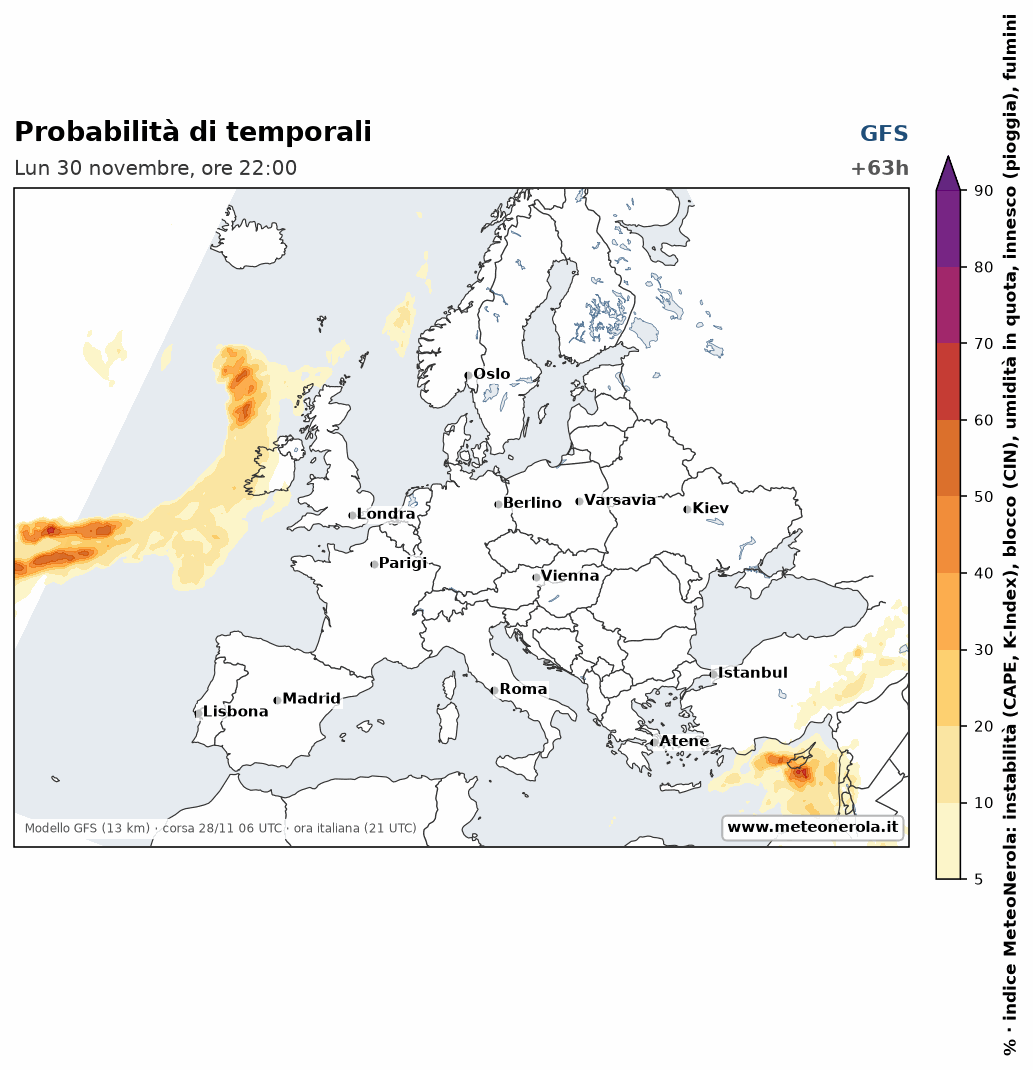 Probabilità di temporali
GFS
Lun 30 novembre, ore 22:00
+63h
90
80
70
60
50
40
30
20
10
5
% · indice MeteoNerola: instabilità (CAPE, K-Index), blocco (CIN), umidità in quota, innesco (pioggia), fulmini
Oslo
Londra
Berlino
Varsavia
Kiev
Parigi
Vienna
Istanbul
Roma
Madrid
Lisbona
Atene
Modello GFS (13 km) · corsa 28/11 06 UTC · ora italiana (21 UTC)
www.meteonerola.it